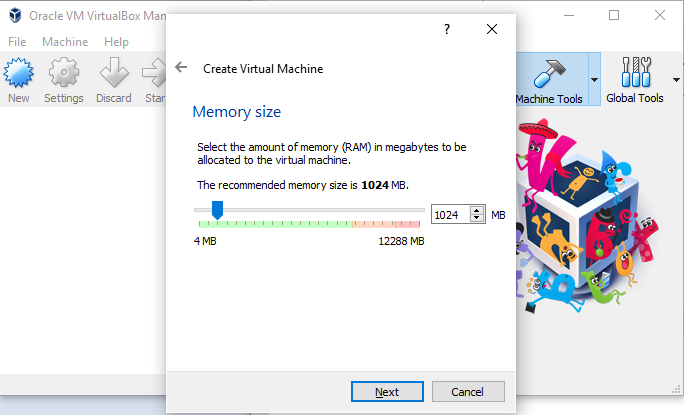 Oracle VM VirtualBox Man
File Machine Help
New Settings Discard Star
Machine Tools Global Tools
?
Create Virtual Machine
Memory size
Select the amount of memory (RAM) in megabytes to be
allocated to the virtual machine.
The recommended memory size is 1024 MB.
1024 MB
4 MB 12288 MB
Next Cancel